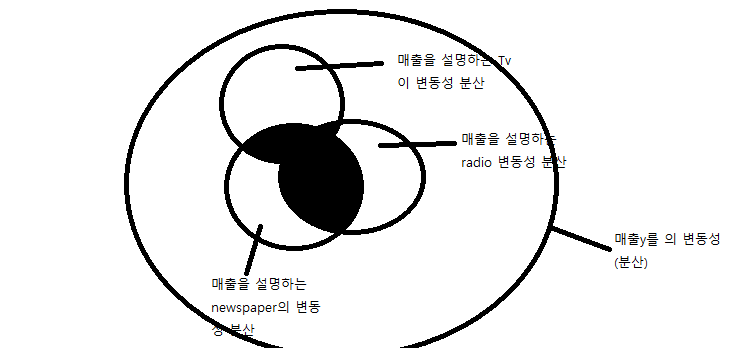 매출을 설명하는 Tv
이 변동성 분산
매출을 설명하는
radio 변동성 분산
매출y를 의 변동성
(분산)
매출을 설명하는
newspaper의 변동
성 분산